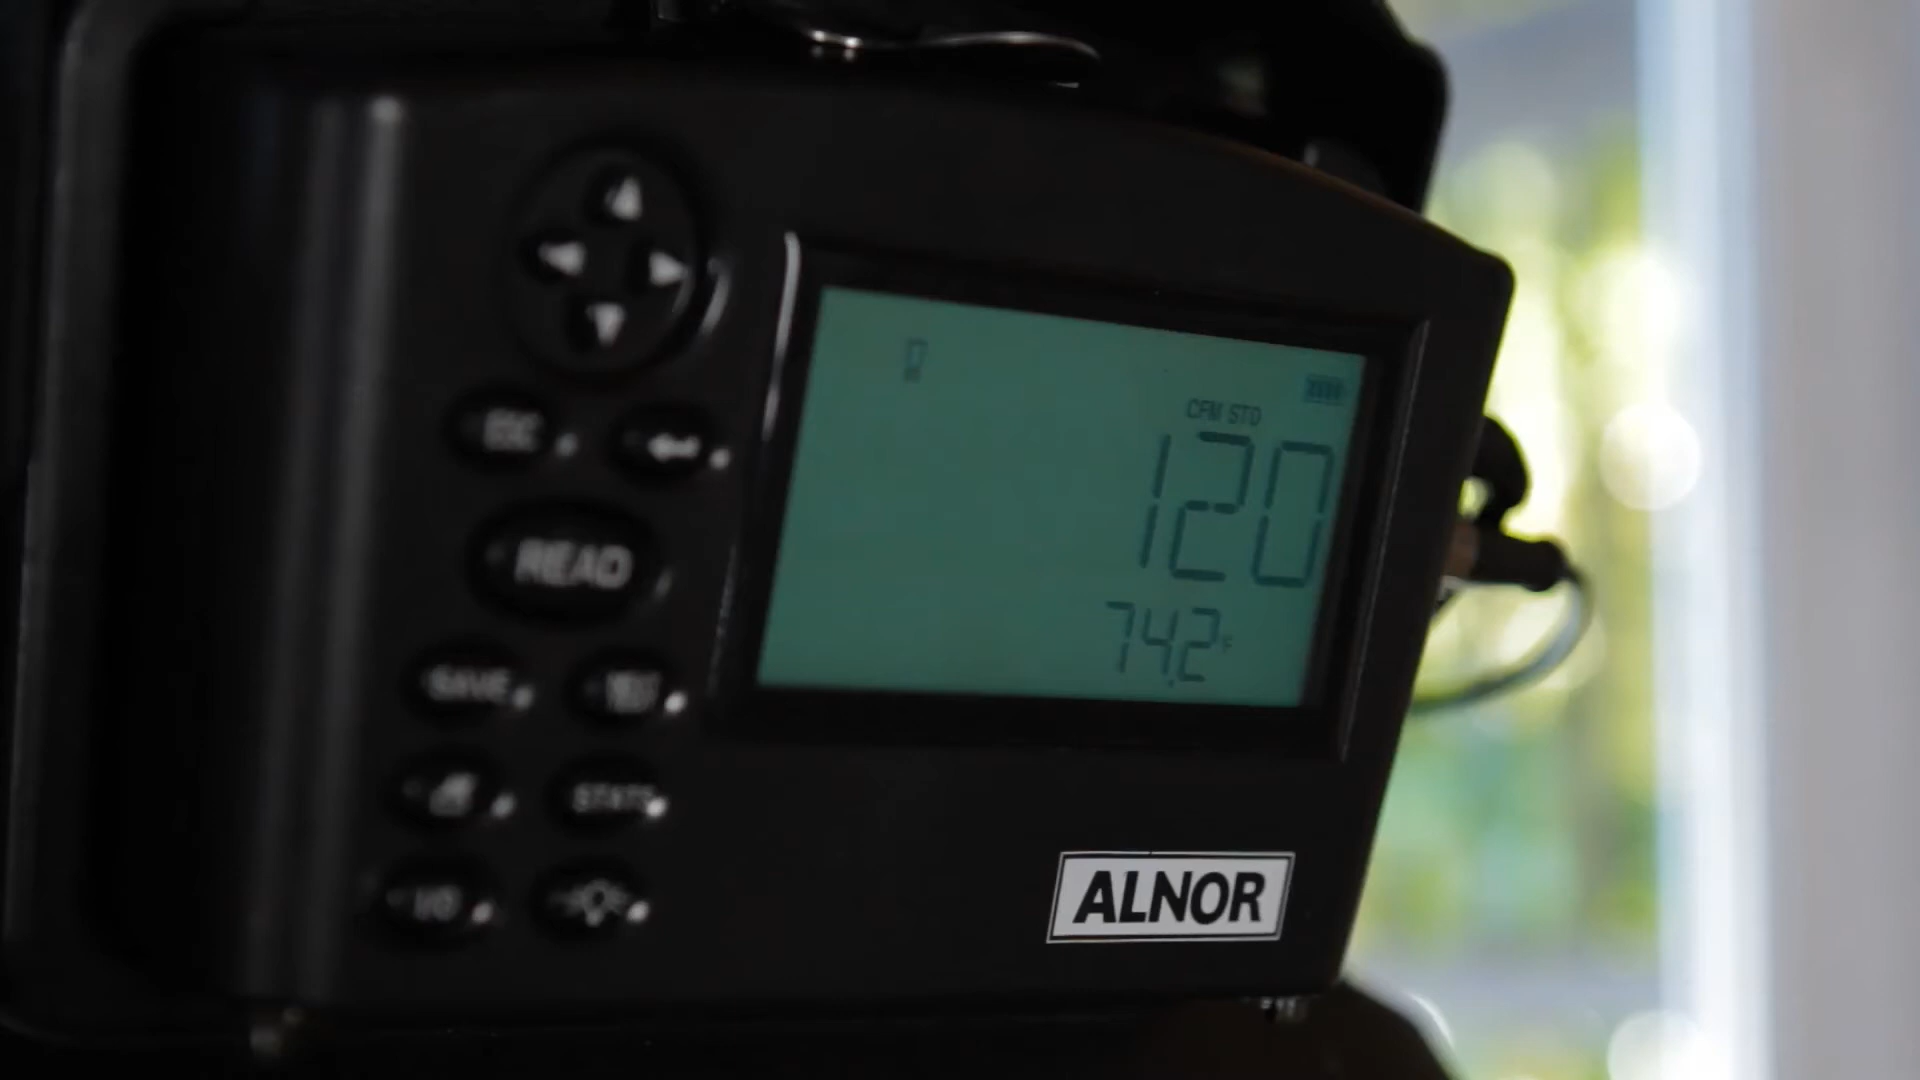 CFM STD
120
74.2°F
ESC
READ
SAVE
STATS
I/O
ALNOR